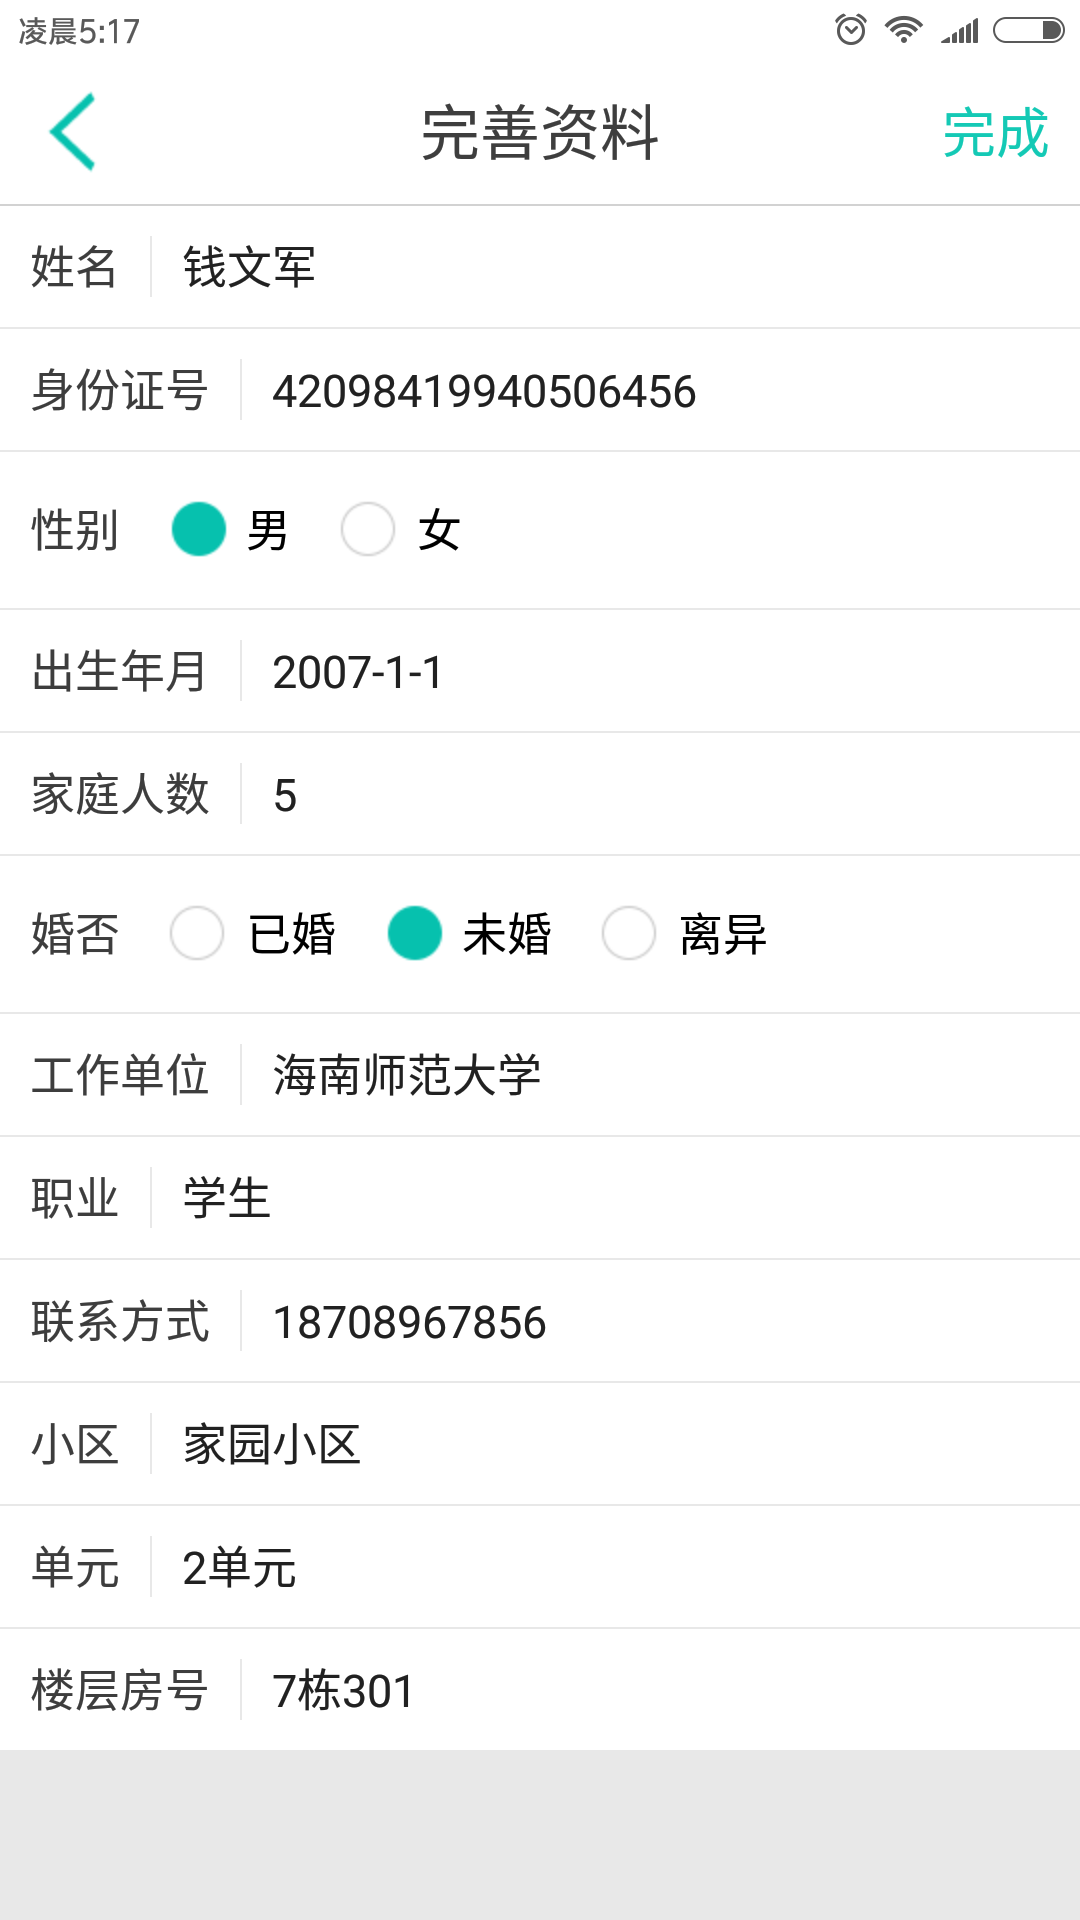 凌晨5:17
完善资料 完成
姓名 钱文军
身份证号 42098419940506456
性别 男 女
出生年月 2007-1-1
家庭人数 5
婚否 已婚 未婚 离异
工作单位 海南师范大学
职业 学生
联系方式 18708967856
小区 家园小区
单元 2单元
楼层房号 7栋301